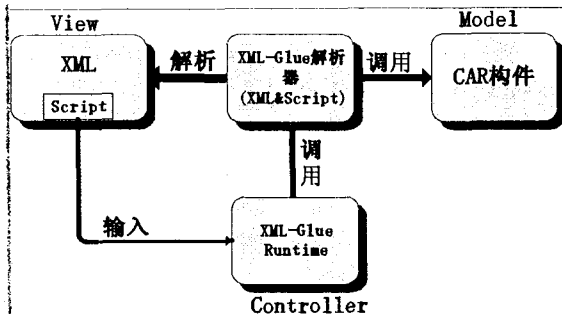 View
Model
XML
Script
解析
XML-Glue解析
器
(XML&Script)
调用
CAR构件
调
用
输入
XML-Glue
Runtime
Controller